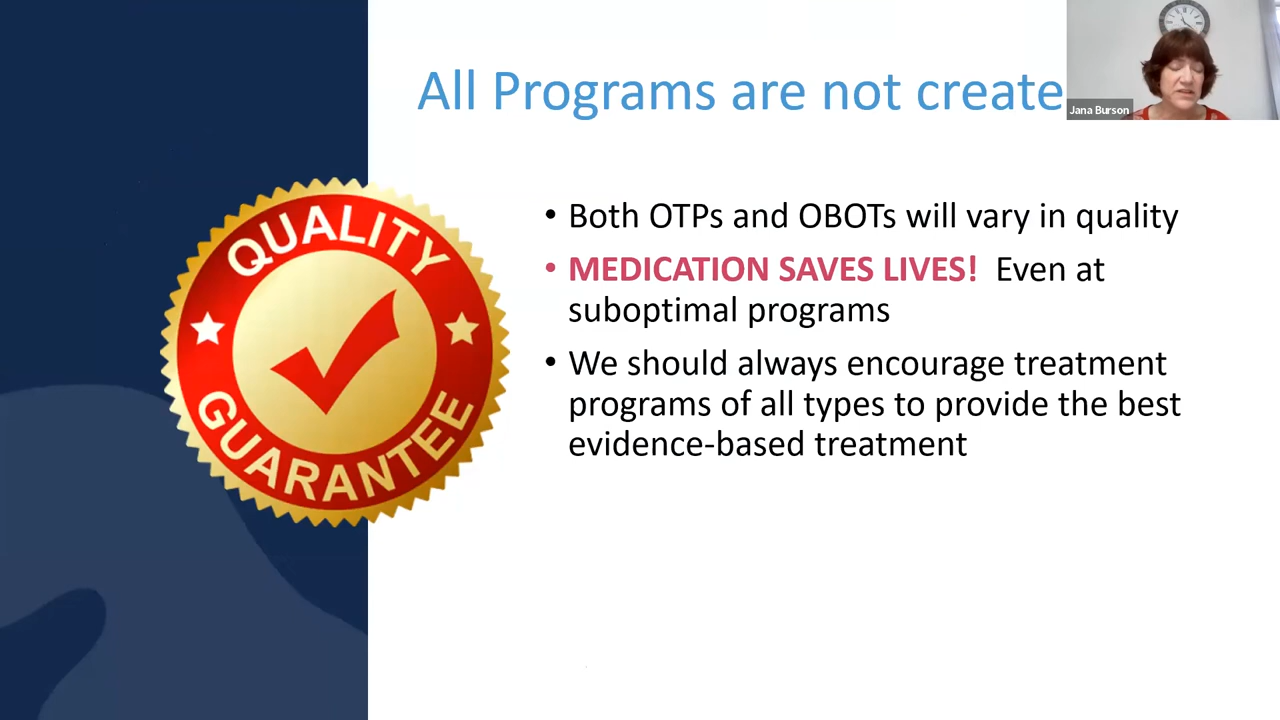 All Programs are not create
Jana Burson
QUALITY
GUARANTEE
• Both OTPs and OBOTs will vary in quality
• MEDICATION SAVES LIVES! Even at
suboptimal programs
• We should always encourage treatment
programs of all types to provide the best
evidence-based treatment